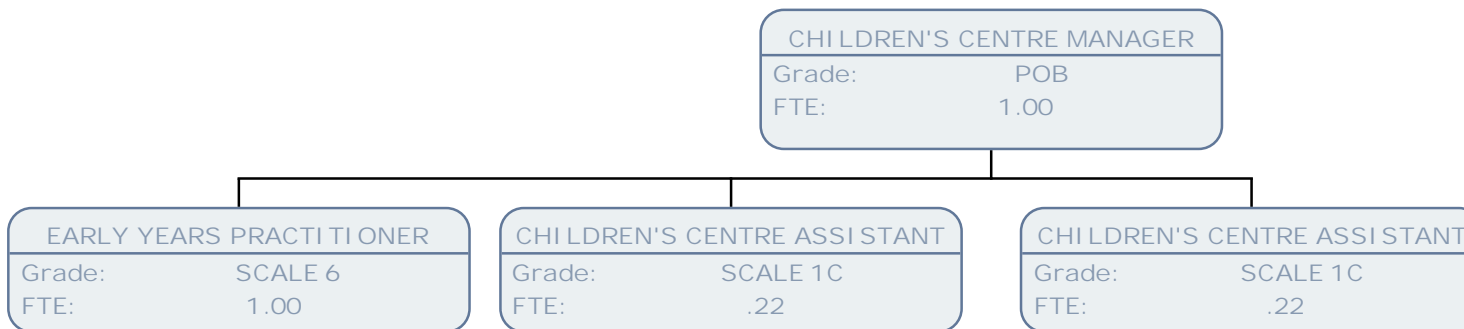 CHILDREN'S CENTRE MANAGER
Grade: POB
FTE: 1.00
EARLY YEARS PRACTITIONER
Grade: SCALE 6
FTE: 1.00
CHILDREN'S CENTRE ASSISTANT
Grade: SCALE 1C
FTE: .22
CHILDREN'S CENTRE ASSISTANT
Grade: SCALE 1C
FTE: .22